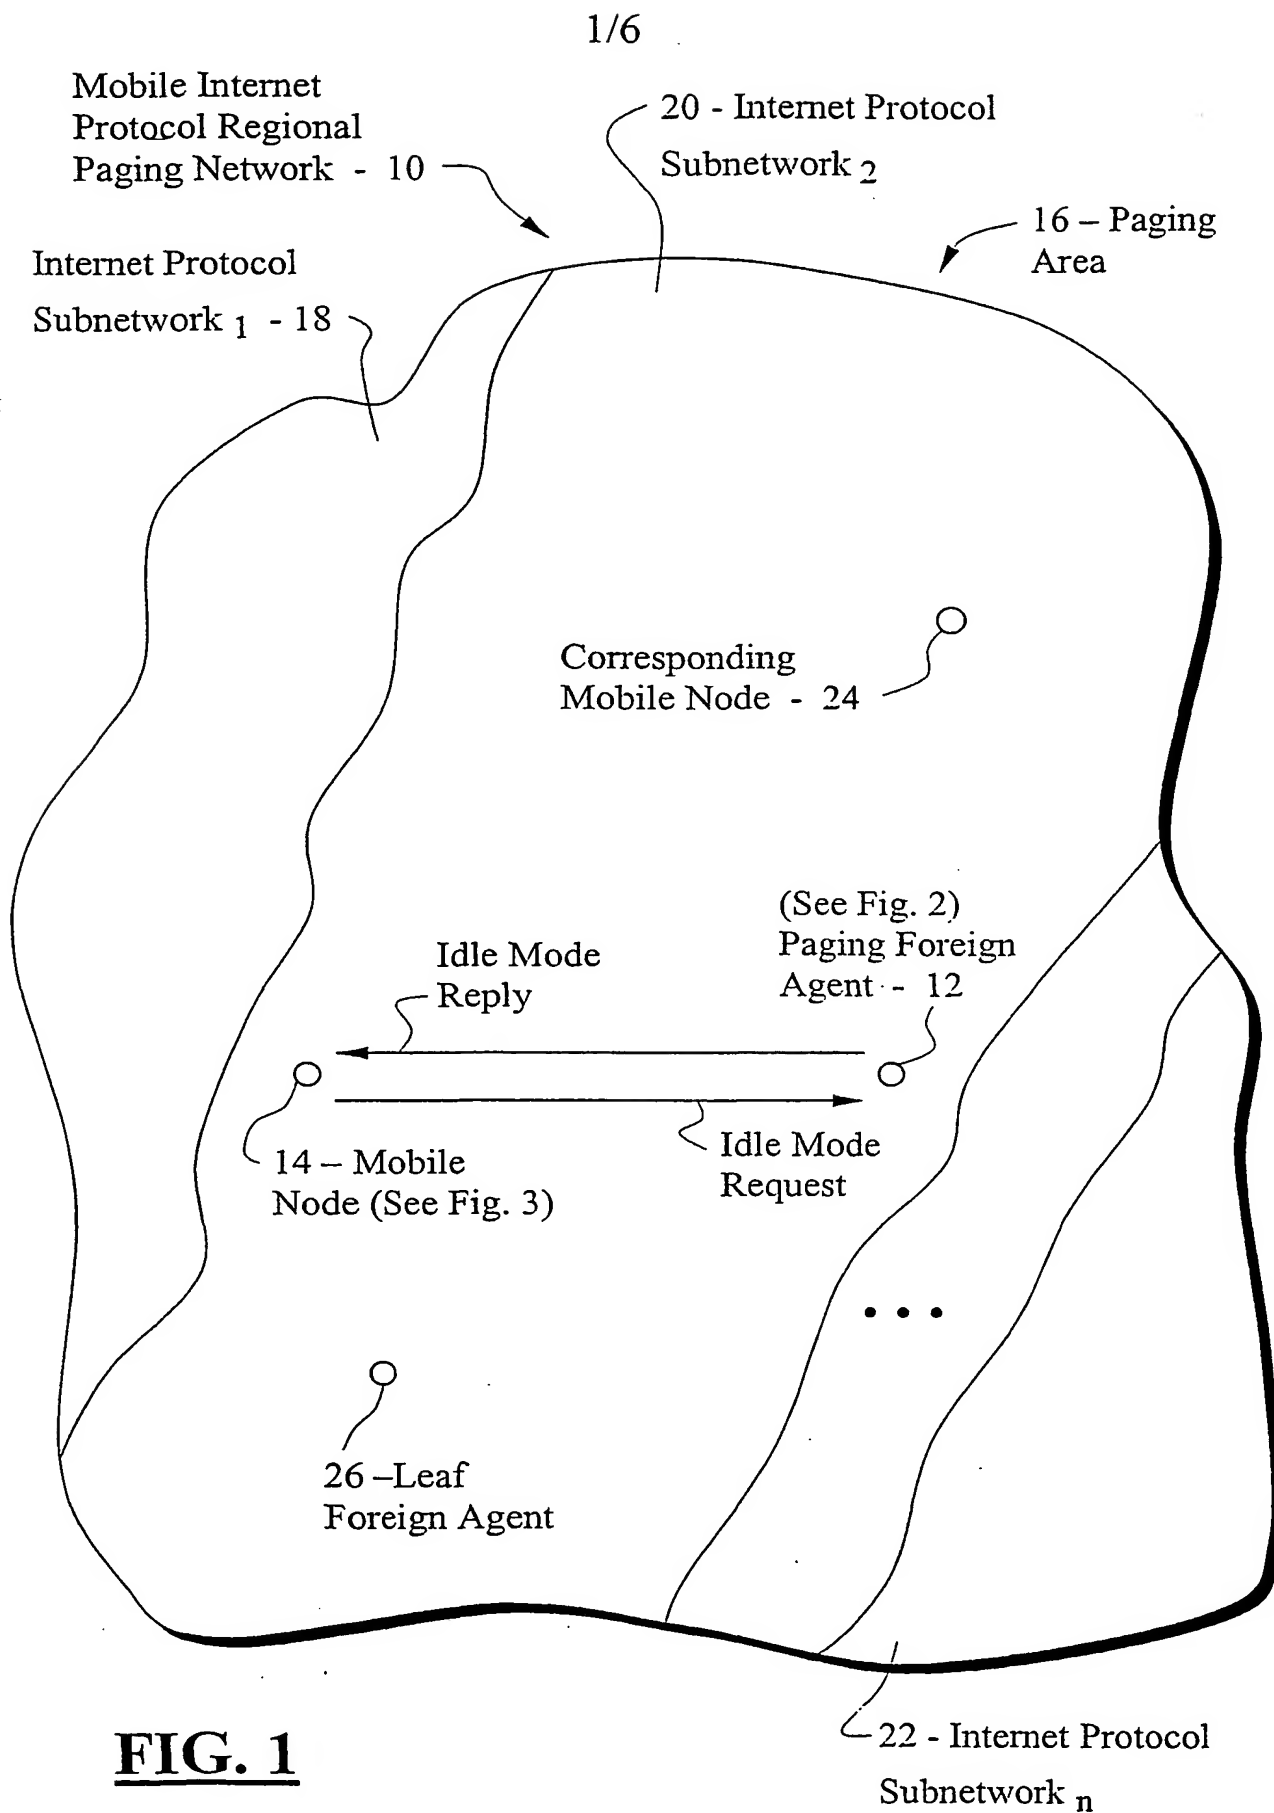 1/6
Mobile Internet
Protocol Regional
Paging Network - 10
20 - Internet Protocol
Subnetwork 2
16 – Paging
Area
Internet Protocol
Subnetwork 1 - 18
Corresponding
Mobile Node - 24
(See Fig. 2)
Paging Foreign
Agent - 12
Idle Mode
Reply
Idle Mode
Request
14 – Mobile
Node (See Fig. 3)
• • •
26 – Leaf
Foreign Agent
22 - Internet Protocol
Subnetwork n
FIG. 1